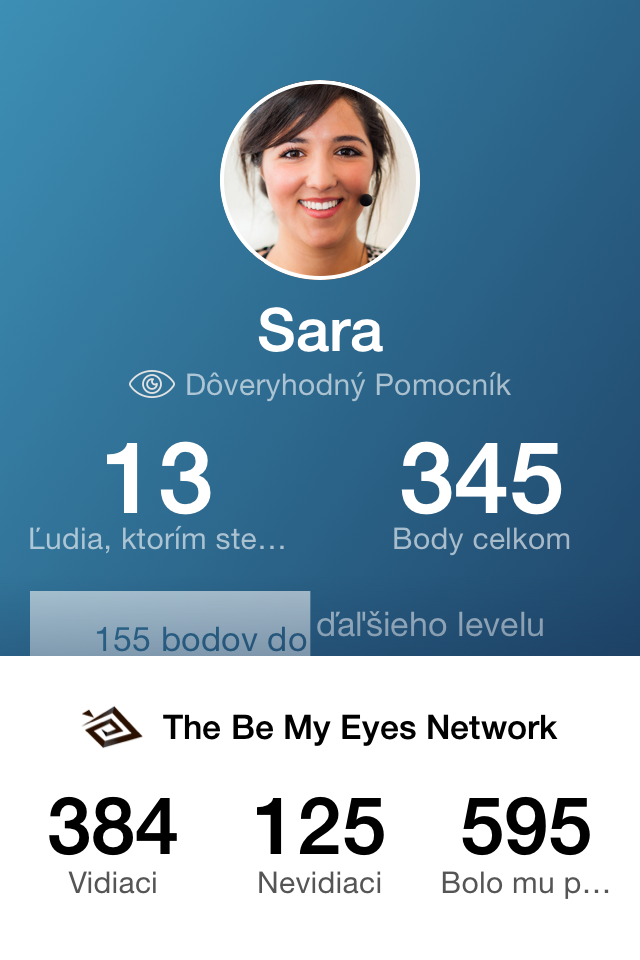 Sara
Dôveryhodný Pomocník
13
345
Ľudia, ktorím ste…
Body celkom
155 bodov do ďaľšieho levelu
The Be My Eyes Network
384
125
595
Vidiaci
Nevidiaci
Bolo mu p…